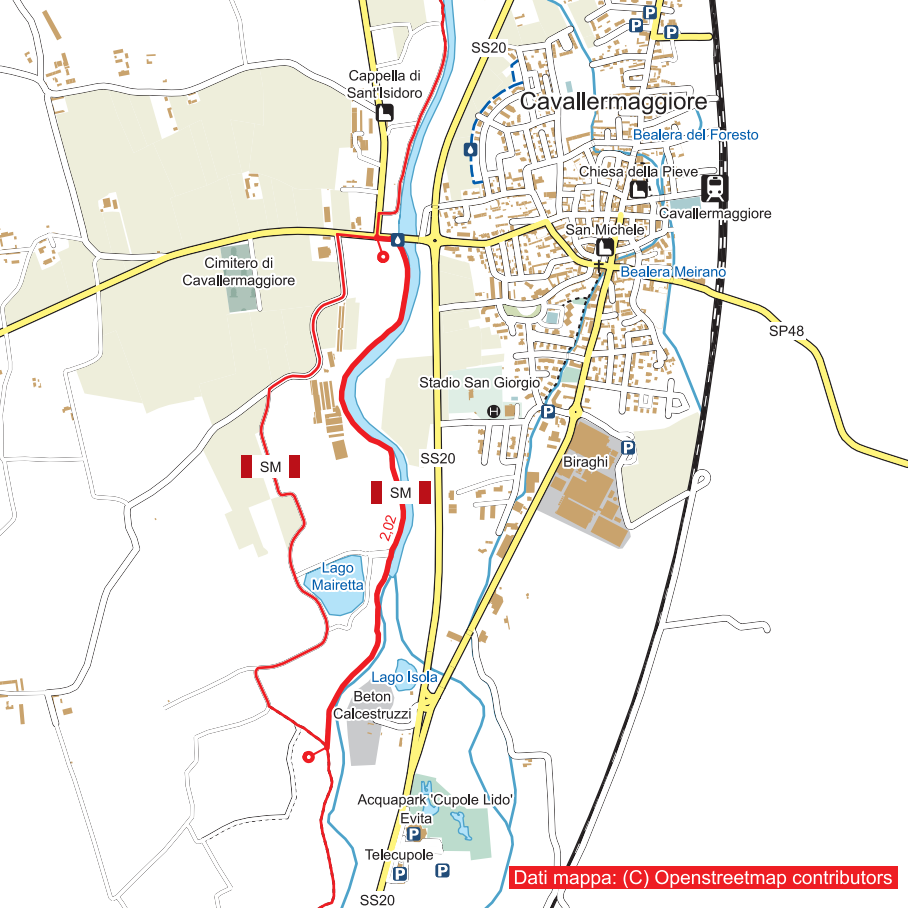 SS20
P
P
P
Cappella di
Sant'Isidoro
Cavallermaggiore
Bealera del Foresto
Chiesa della Pieve
Cavallermaggiore
San Michele
Cimitero di
Cavallermaggiore
Bealera Meirano
SP48
Stadio San Giorgio
H
P
P
SS20
Biraghi
SM
SM
2,02
Lago
Mairetta
Lago Isola
Beton
Calcestruzzi
Acquapark 'Cupole Lido'
Evita
P
Telecupole
P
P
SS20
Dati mappa: (C) Openstreetmap contributors